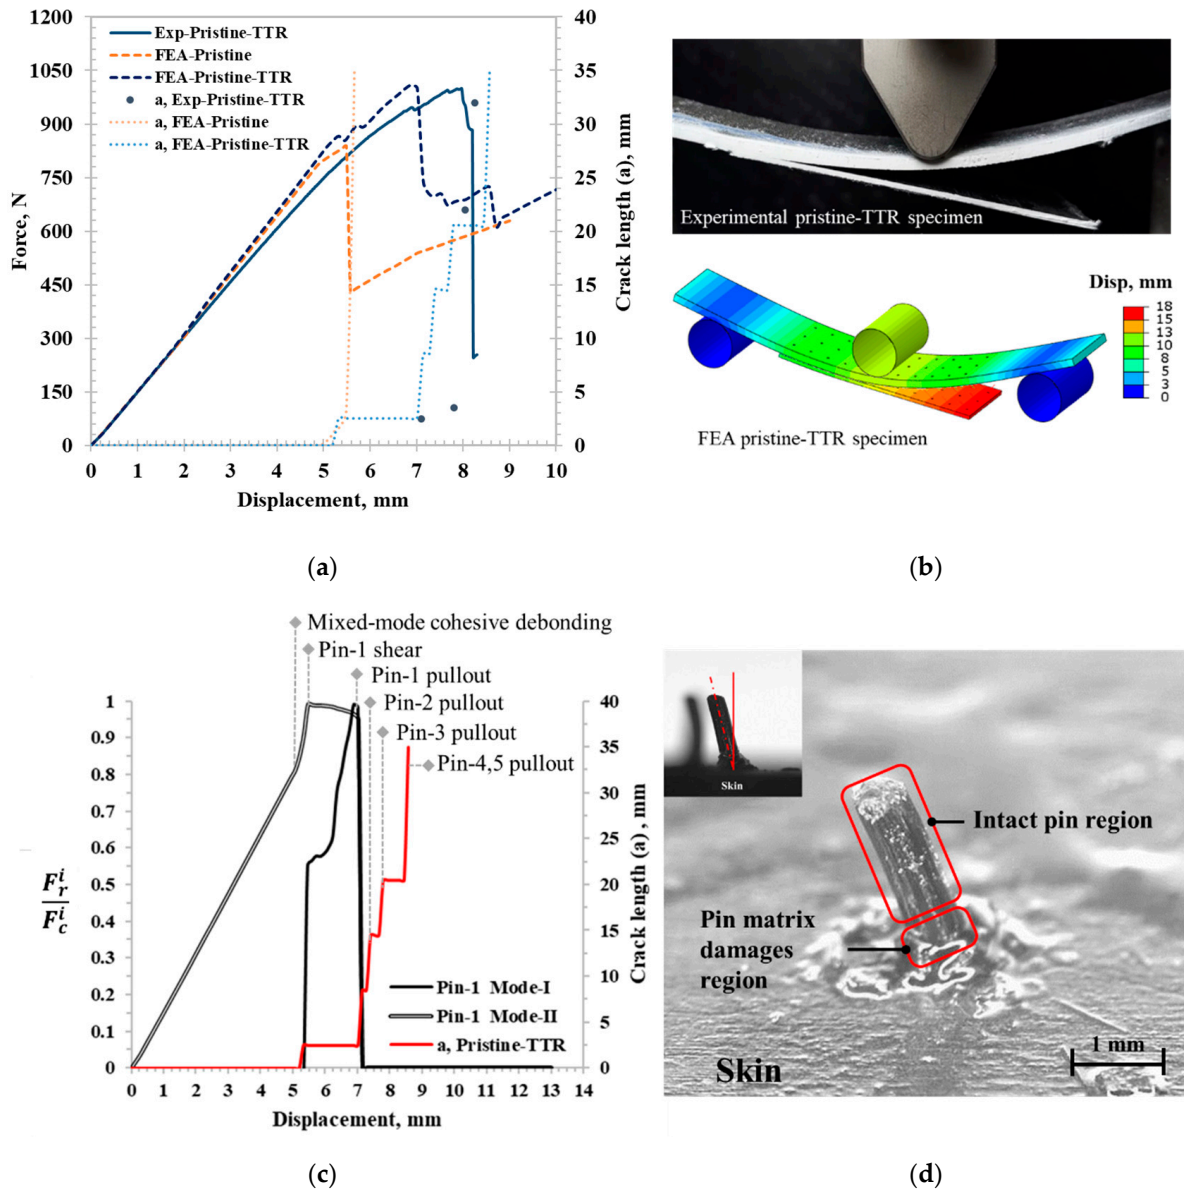 (a)
1200
1050
900
750
600
450
300
150
0
Force, N
0 1 2 3 4 5 6 7 8 9 10
Displacement, mm
40
35
30
25
20
15
10
5
0
Crack length (a), mm
Exp-Pristine-TTR
FEA-Pristine
FEA-Pristine-TTR
a, Exp-Pristine-TTR
a, FEA-Pristine
a, FEA-Pristine-TTR
(b)
Experimental pristine-TTR specimen
Disp, mm
18
15
13
10
8
5
3
0
FEA pristine-TTR specimen
(c)
Mixed-mode cohesive debonding
Pin-1 shear
Pin-1 pullout
Pin-2 pullout
Pin-3 pullout
Pin-4,5 pullout
1
0.9
0.8
0.7
0.6
0.5
0.4
0.3
0.2
0.1
0
F_r^i
F_c^i
0 1 2 3 4 5 6 7 8 9 10 11 12 13 14
Displacement, mm
40
35
30
25
20
15
10
5
0
Crack length (a) , mm
Pin-1 Mode-I
Pin-1 Mode-II
a, Pristine-TTR
(d)
Skin
Intact pin region
Pin matrix
damages
region
1 mm
Skin